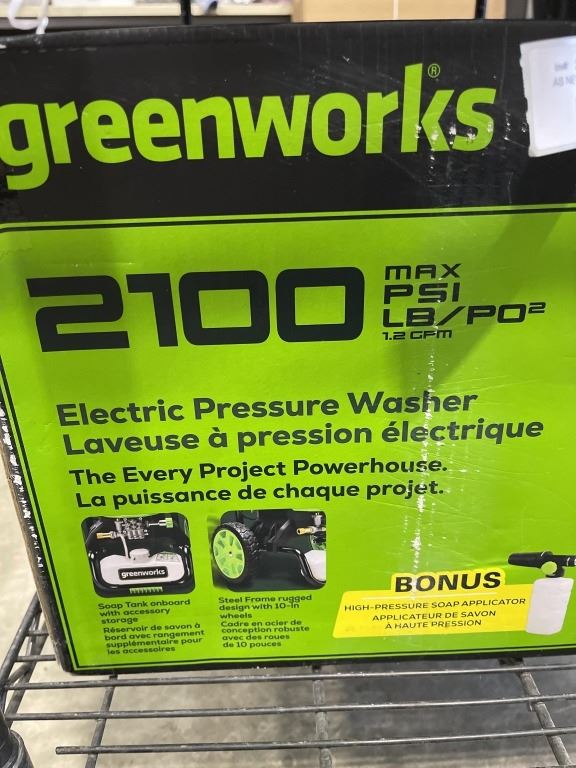 greenworks®
2100
MAX
PSI
LB/PO²
1.2 GPM
Electric Pressure Washer
Laveuse à pression électrique
The Every Project Powerhouse.
La puissance de chaque projet.
greenworks
Soap Tank onboard
with accessory
storage
Réservoir de savon à
bord avec rangement
supplémentaire pour
les accessoires
Steel Frame rugged
design with 10-in
wheels
Cadre en acier de
conception robuste
avec des roues
de 10 pouces
BONUS
HIGH-PRESSURE SOAP APPLICATOR
APPLICATEUR DE SAVON
À HAUTE PRESSION